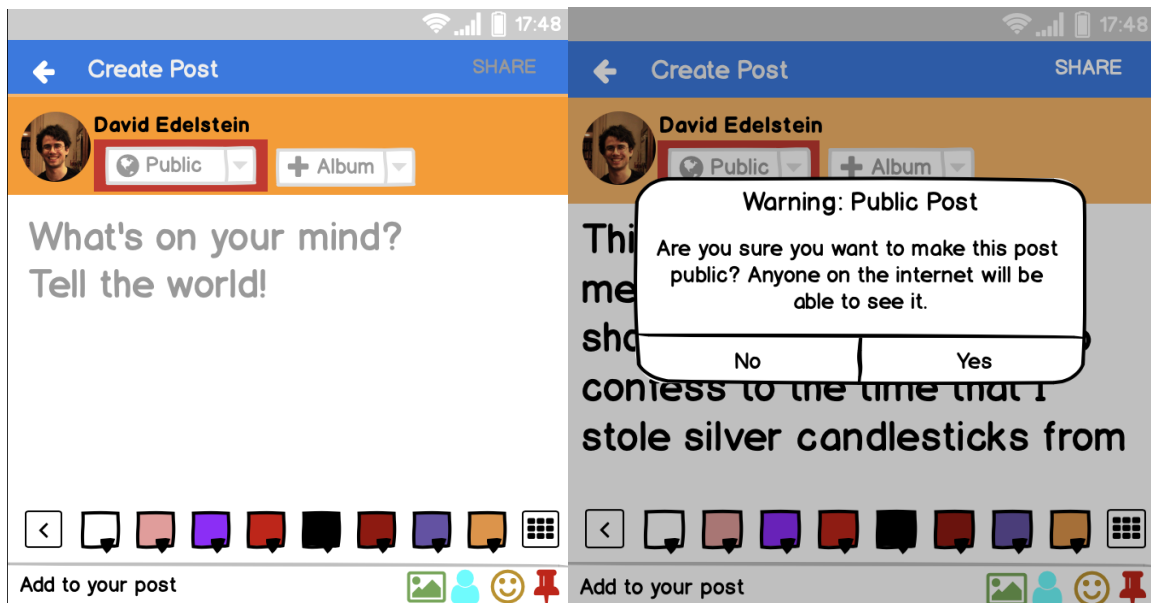 17:48
Create Post
SHARE
David Edelstein
Public
Album
What's on your mind?
Tell the world!
Add to your post
17:48
Create Post
SHARE
David Edelstein
Public
Album
Warning: Public Post
Are you sure you want to make this post
public? Anyone on the internet will be
able to see it.
No
Yes
confess to the time that I
stole silver candlesticks from
Add to your post